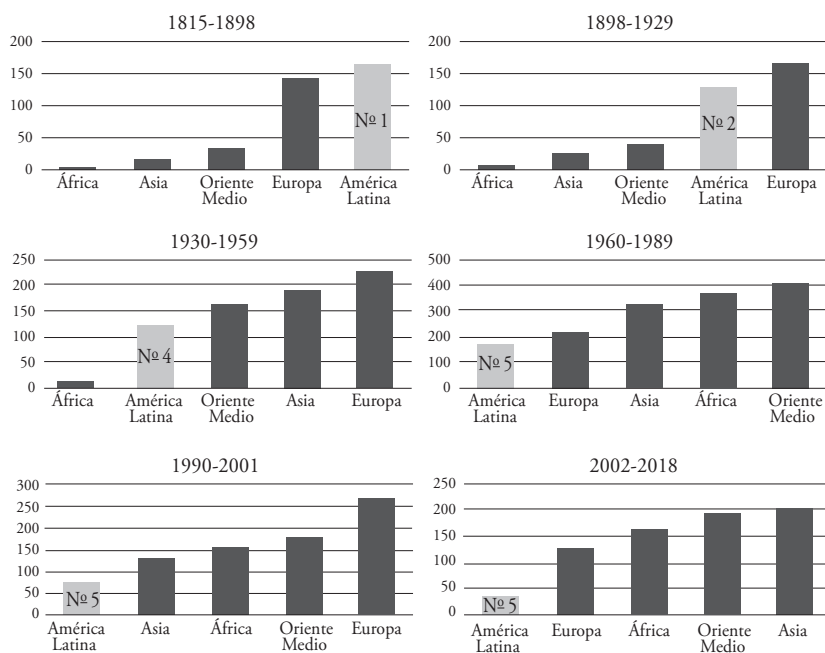 1815-1898
200
150
100
50
0
Nº 1
África
Asia
Oriente
Medio
Europa
América
Latina
1898-1929
200
150
100
50
0
Nº 2
África
Asia
Oriente
Medio
América
Latina
Europa
1930-1959
250
200
150
100
50
0
Nº 4
África
América
Latina
Oriente
Medio
Asia
Europa
1960-1989
500
400
300
200
100
0
Nº 5
América
Latina
Europa
Asia
África
Oriente
Medio
1990-2001
300
250
200
150
100
50
0
Nº 5
América
Latina
Asia
África
Oriente
Medio
Europa
2002-2018
250
200
150
100
50
0
Nº 5
América
Latina
Europa
África
Oriente
Medio
Asia